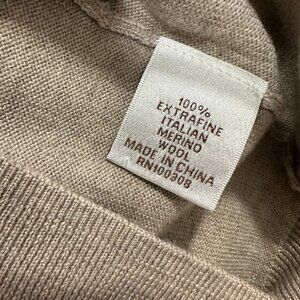 100%
EXTRAFINE
ITALIAN
MERINO
WOOL
MADE IN CHINA
RN100308